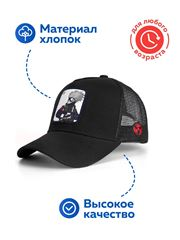 Материал
хлопок
для любого
возраста
Высокое
качество